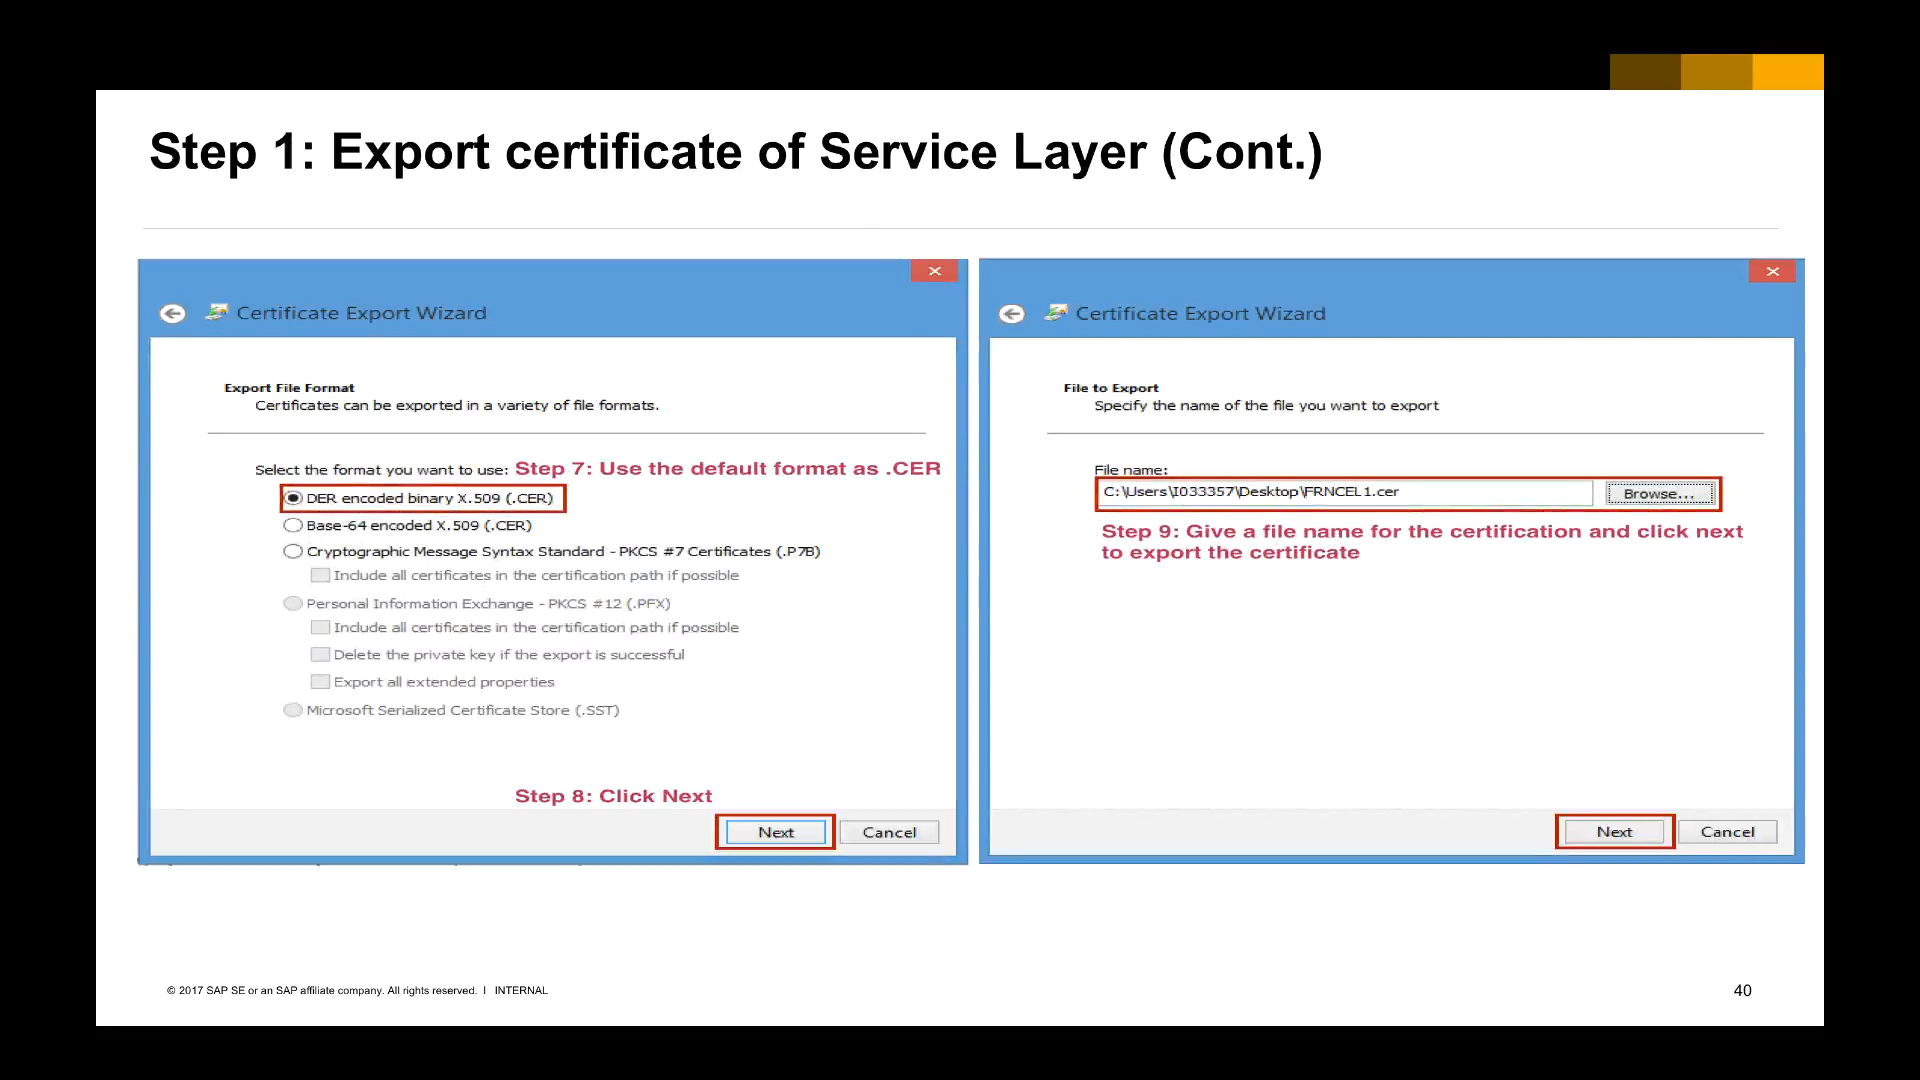 Step 1: Export certificate of Service Layer (Cont.)
Certificate Export Wizard
Export File Format
Certificates can be exported in a variety of file formats.
Select the format you want to use: Step 7: Use the default format as .CER
DER encoded binary X.509 (.CER)
Base-64 encoded X.509 (.CER)
Cryptographic Message Syntax Standard - PKCS #7 Certificates (.P7B)
Include all certificates in the certification path if possible
Personal Information Exchange - PKCS #12 (.PFX)
Include all certificates in the certification path if possible
Delete the private key if the export is successful
Export all extended properties
Microsoft Serialized Certificate Store (.SST)
Step 8: Click Next
Next Cancel
Certificate Export Wizard
File to Export
Specify the name of the file you want to export
File name:
C:\Users\I033357\Desktop\FRNCEL1.cer Browse...
Step 9: Give a file name for the certification and click next
to export the certificate
Next Cancel
© 2017 SAP SE or an SAP affiliate company. All rights reserved. I INTERNAL
40